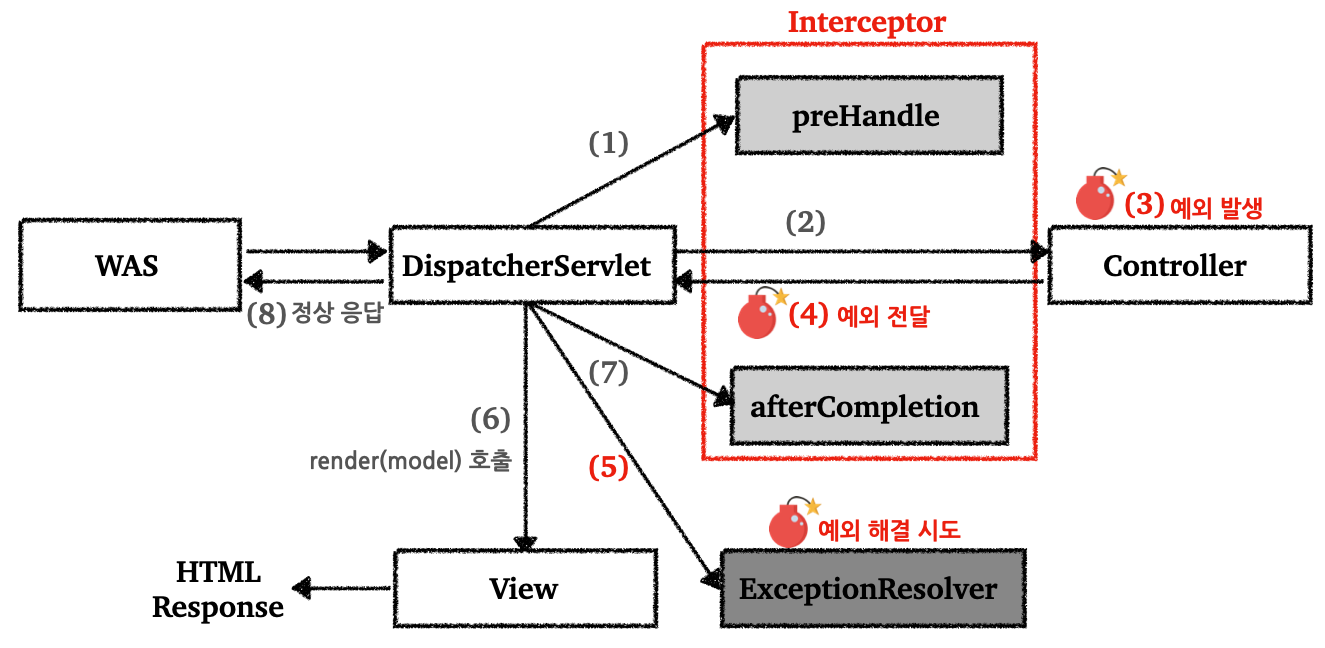 Interceptor
preHandle
(1)
(3) 예외 발생
(2)
WAS
DispatcherServlet
Controller
(8) 정상 응답
(4) 예외 전달
(7)
afterCompletion
(6)
render(model) 호출
(5)
예외 해결 시도
HTML
Response
View
ExceptionResolver